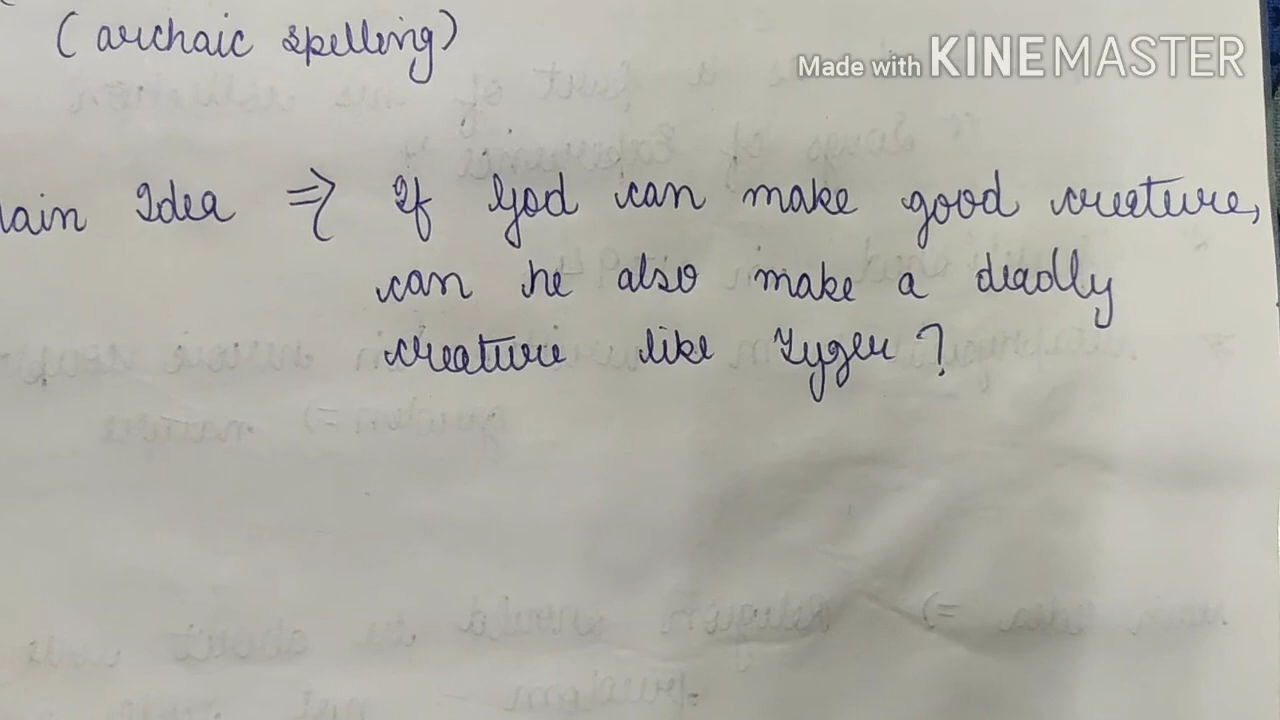 (archaic spelling)
Made with KINEMASTER
ain Idea ⇒ If God can make good creature,
can he also make a deadly
creature like Tyger?